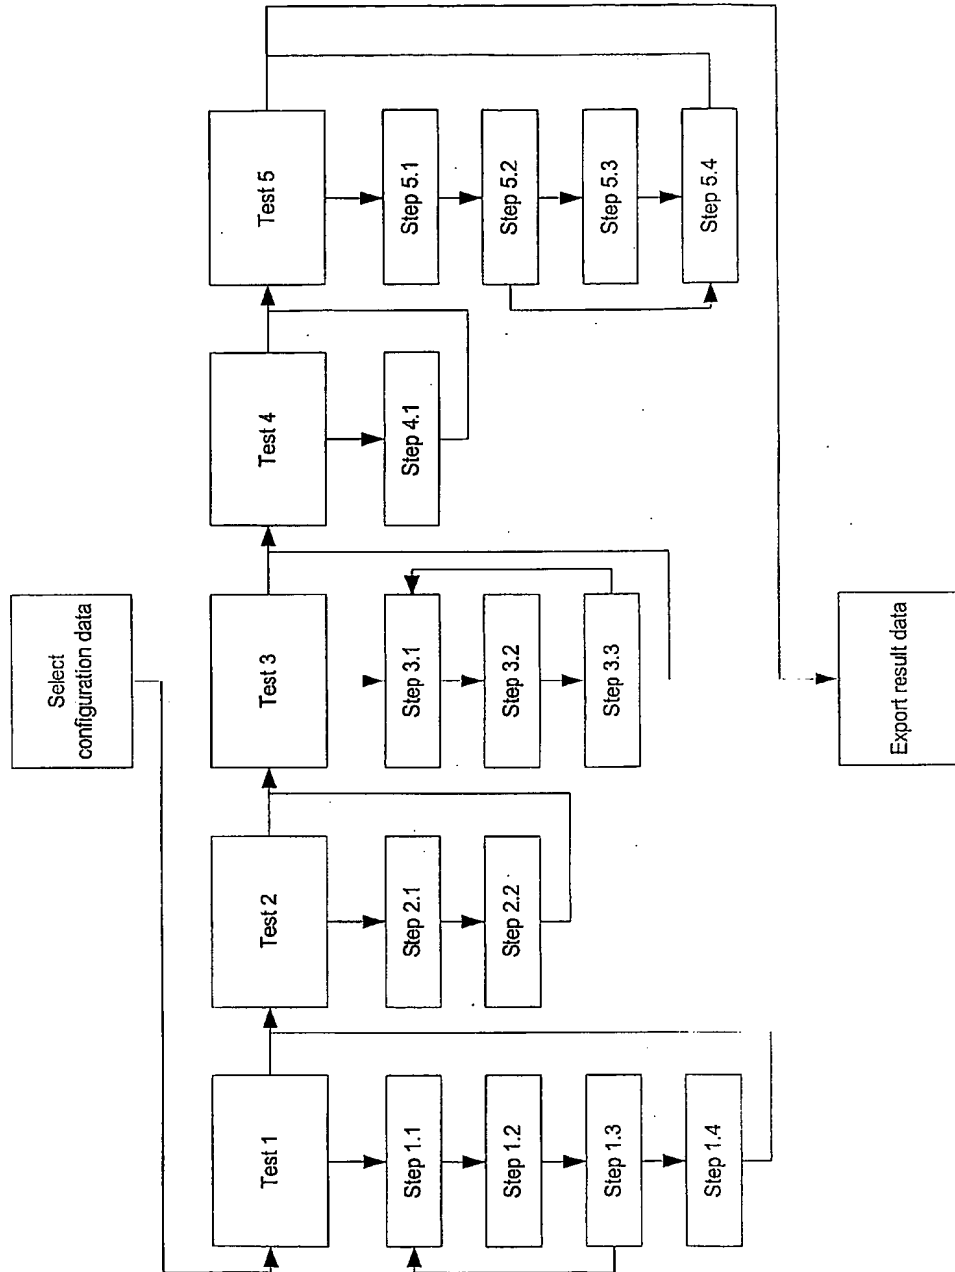 Select
configuration data
Test 1
Step 1.1
Step 1.2
Step 1.3
Step 1.4
Test 2
Step 2.1
Step 2.2
Test 3
Step 3.1
Step 3.2
Step 3.3
Test 4
Step 4.1
Test 5
Step 5.1
Step 5.2
Step 5.3
Step 5.4
Export result data